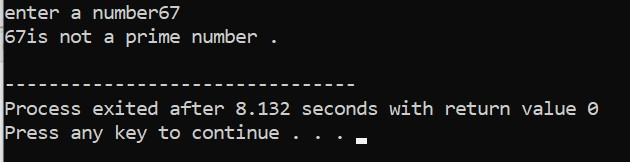 enter a number67
67is not a prime number .
--------------------------------
Process exited after 8.132 seconds with return value 0
Press any key to continue . . .